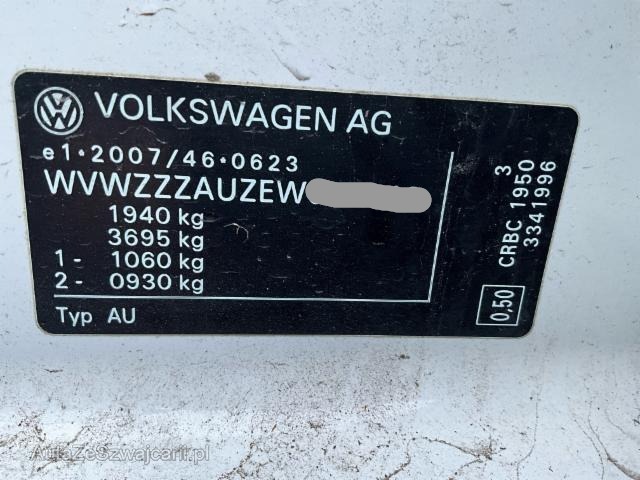 VOLKSWAGEN AG
e1*2007/46*0623
WVWZZZAUZEW
1940 kg
3695 kg
1 - 1060 kg
2 - 0930 kg
Typ AU
3
CRBC 1950
3341996
0,50
AutaZeSzwajcarii.pl